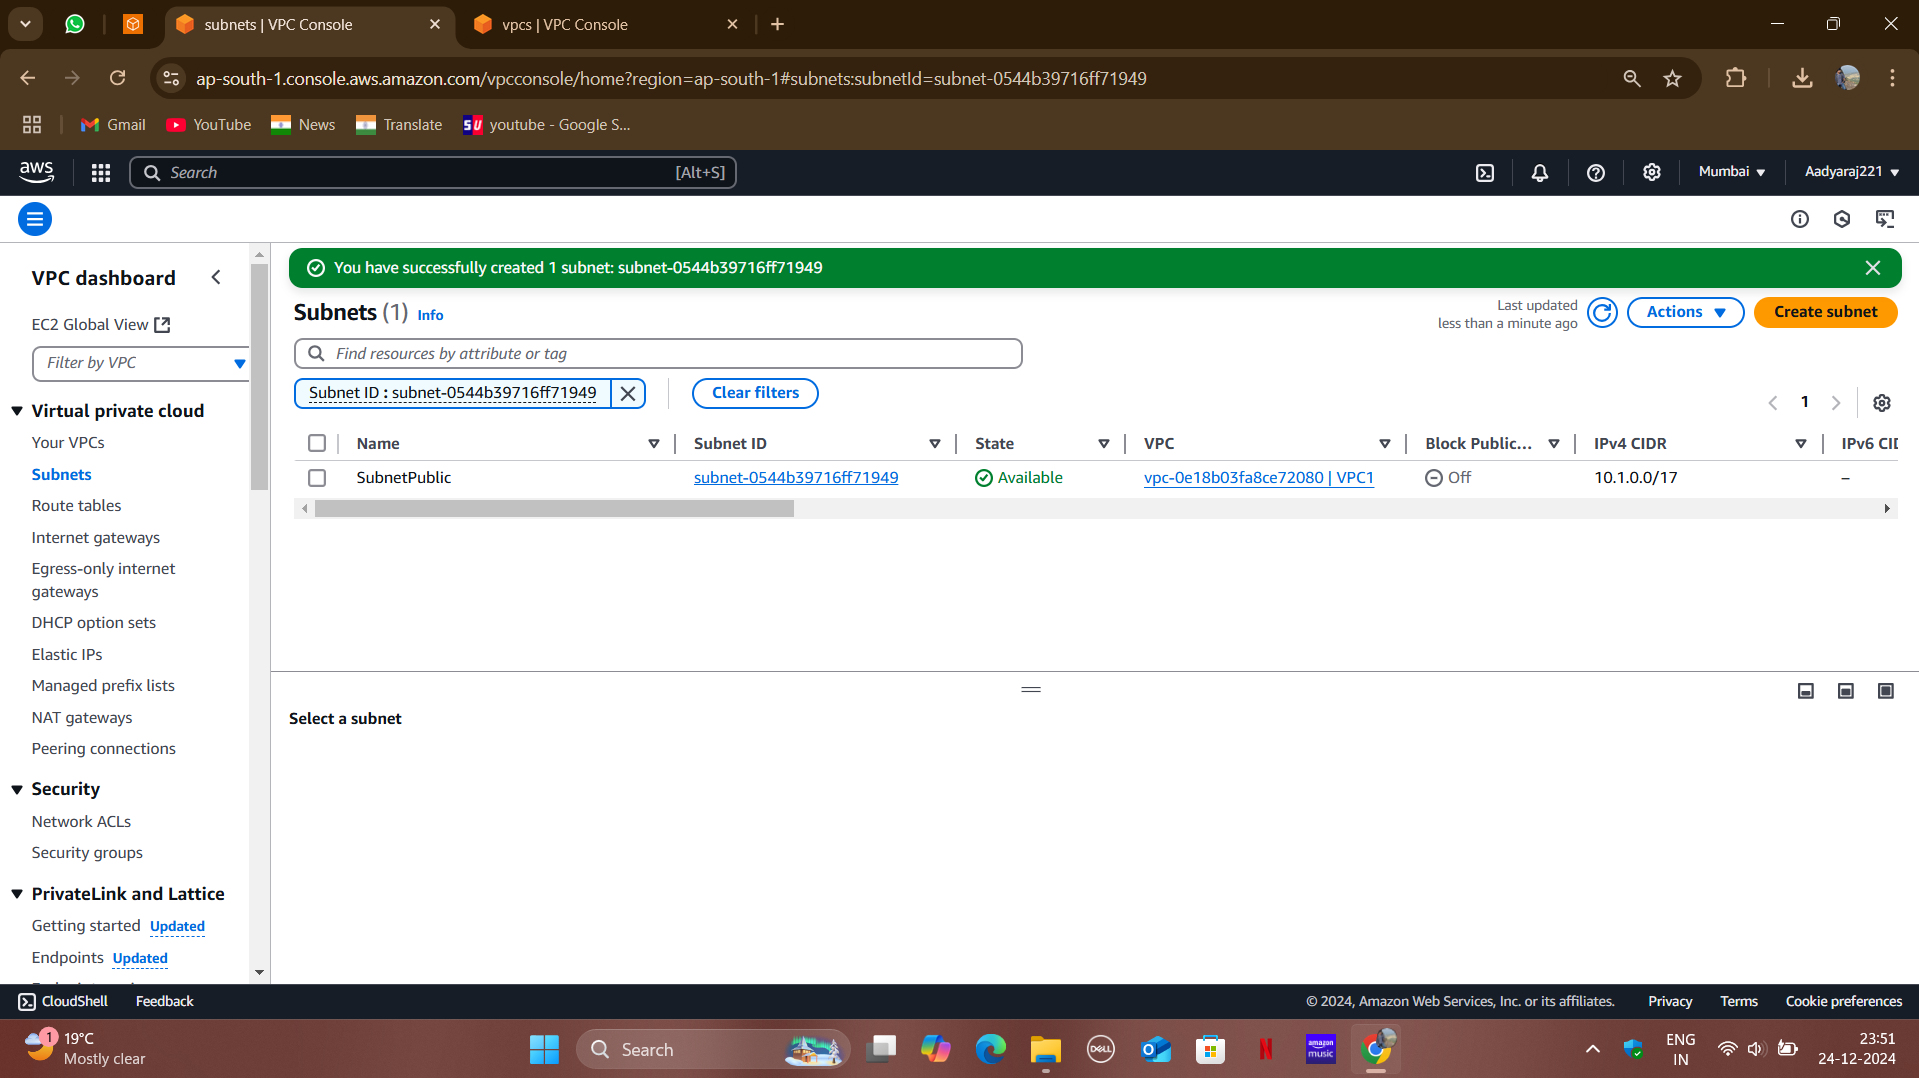 subnets | VPC Console
vpcs | VPC Console
ap-south-1.console.aws.amazon.com/vpcconsole/home?region=ap-south-1#subnets:subnetId=subnet-0544b39716ff71949
Gmail
YouTube
News
Translate
SU
youtube - Google S...
aws
Search
[Alt+S]
Mumbai
Aadyaraj221
VPC dashboard
EC2 Global View
Filter by VPC
Virtual private cloud
Your VPCs
Subnets
Route tables
Internet gateways
Egress-only internet
gateways
DHCP option sets
Elastic IPs
Managed prefix lists
NAT gateways
Peering connections
Security
Network ACLs
Security groups
PrivateLink and Lattice
Getting started Updated
Endpoints Updated
You have successfully created 1 subnet: subnet-0544b39716ff71949
Subnets (1) Info
Last updated
less than a minute ago
Actions
Create subnet
Find resources by attribute or tag
Subnet ID : subnet-0544b39716ff71949
Clear filters
1
Name Subnet ID State VPC Block Public... IPv4 CIDR IPv6 CID
SubnetPublic subnet-0544b39716ff71949 Available vpc-0e18b03fa8ce72080 | VPC1 Off 10.1.0.0/17 –
Select a subnet
CloudShell Feedback
© 2024, Amazon Web Services, Inc. or its affiliates. Privacy Terms Cookie preferences
1
19°C
Mostly clear
Search
DELL
N
amazon
music
ENG
IN
23:51
24-12-2024